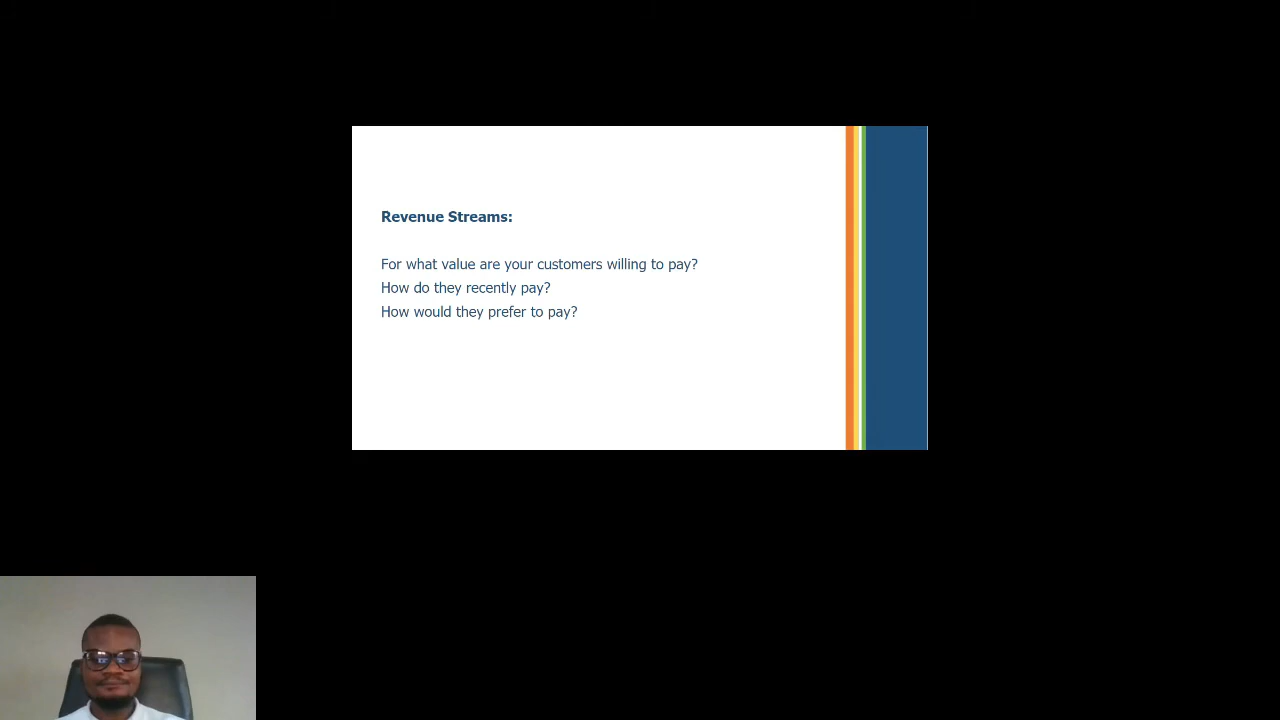 Revenue Streams:
For what value are your customers willing to pay?
How do they recently pay?
How would they prefer to pay?